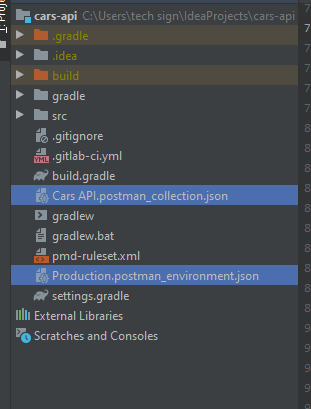 1: Project
cars-api C:\Users\tech sign\IdeaProjects\cars-api
.gradle
.idea
build
gradle
src
.gitignore
.gitlab-ci.yml
build.gradle
Cars API.postman_collection.json
gradlew
gradlew.bat
pmd-ruleset.xml
Production.postman_environment.json
settings.gradle
External Libraries
Scratches and Consoles